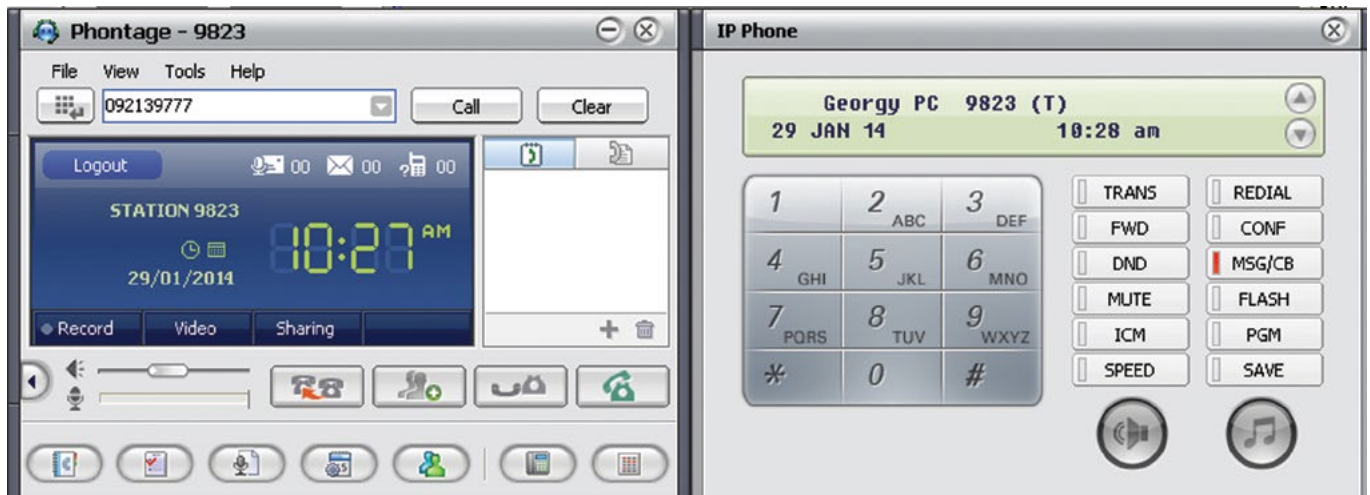 Phontage - 9823
File View Tools Help
092139777 Call Clear
Logout 00 00 00
STATION 9823
10:27 AM
29/01/2014
Record Video Sharing
IP Phone
Georgy PC 9823 (T)
29 JAN 14 10:28 am
1 2 ABC 3 DEF
4 GHI 5 JKL 6 MNO
7 PQRS 8 TUV 9 WXYZ
* 0 #
TRANS REDIAL
FWD CONF
DND MSG/CB
MUTE FLASH
ICM PGM
SPEED SAVE